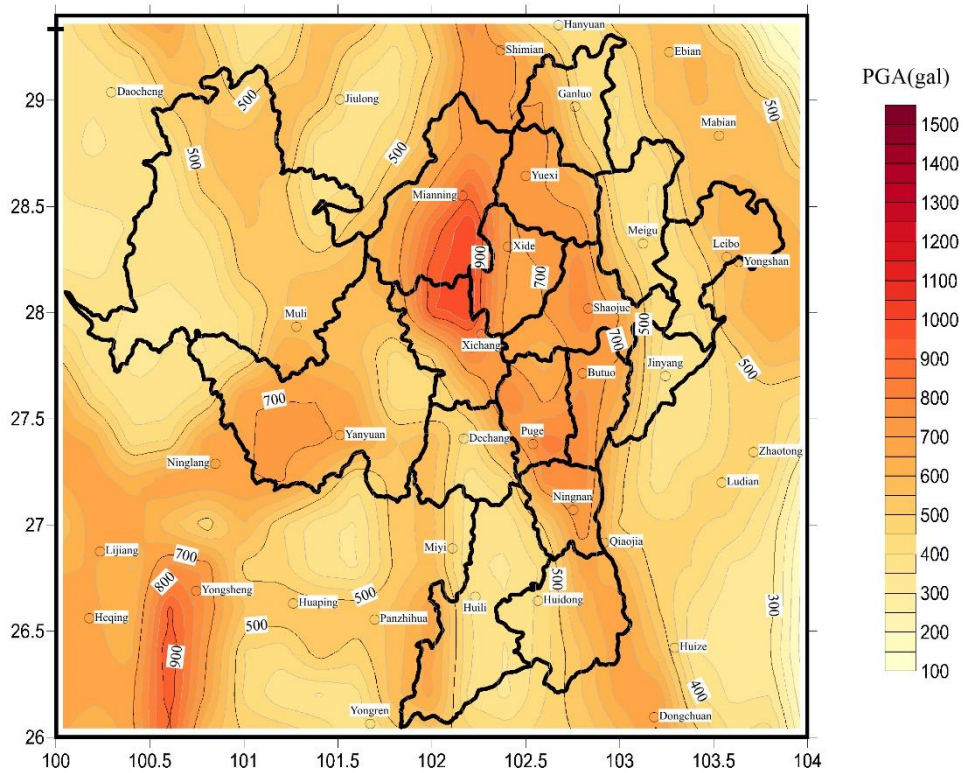 PGA(gal)
1500
1400
1300
1200
1100
1000
900
800
700
600
500
400
300
200
100
29
28.5
28
27.5
27
26.5
26
100
100.5
101
101.5
102
102.5
103
103.5
104
Hanyuan
Shimian
Ebian
Daocheng
Jiulong
Ganluo
Mabian
500
500
500
500
Yuexi
Mianning
Meigu
Xide
Leibo
Yongshan
900
700
Muli
Shaojue
500
Xichang
700
Jinyang
Butuo
500
700
Yanyuan
Dechang
Puge
Zhaotong
Ninglang
Ludian
Ningnan
Lijiang
Miyi
Qiaojia
700
800
Yongsheng
500
Huaping
Huili
500
Huidong
300
Heqing
Panzhihua
500
900
Huize
400
Yongren
Dongchuan